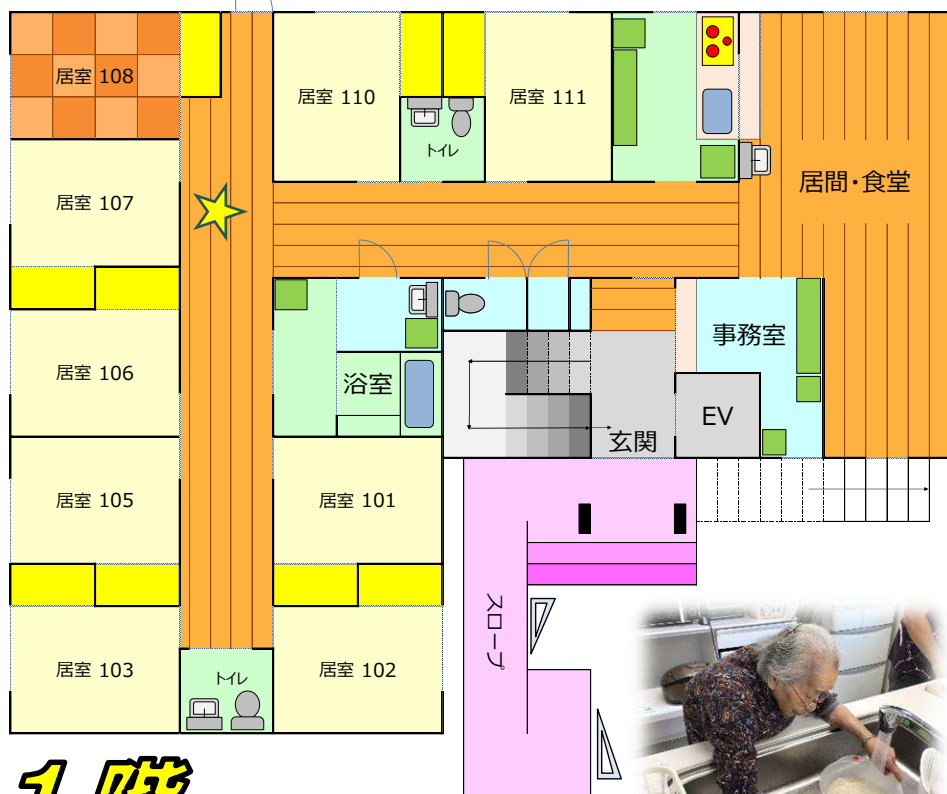 居室 108
居室 110
居室 111
トイレ
居室 107
居間・食堂
事務室
居室 106
浴室
EV
玄関
居室 105
居室 101
スロープ
居室 103
トイレ
居室 102
1 階